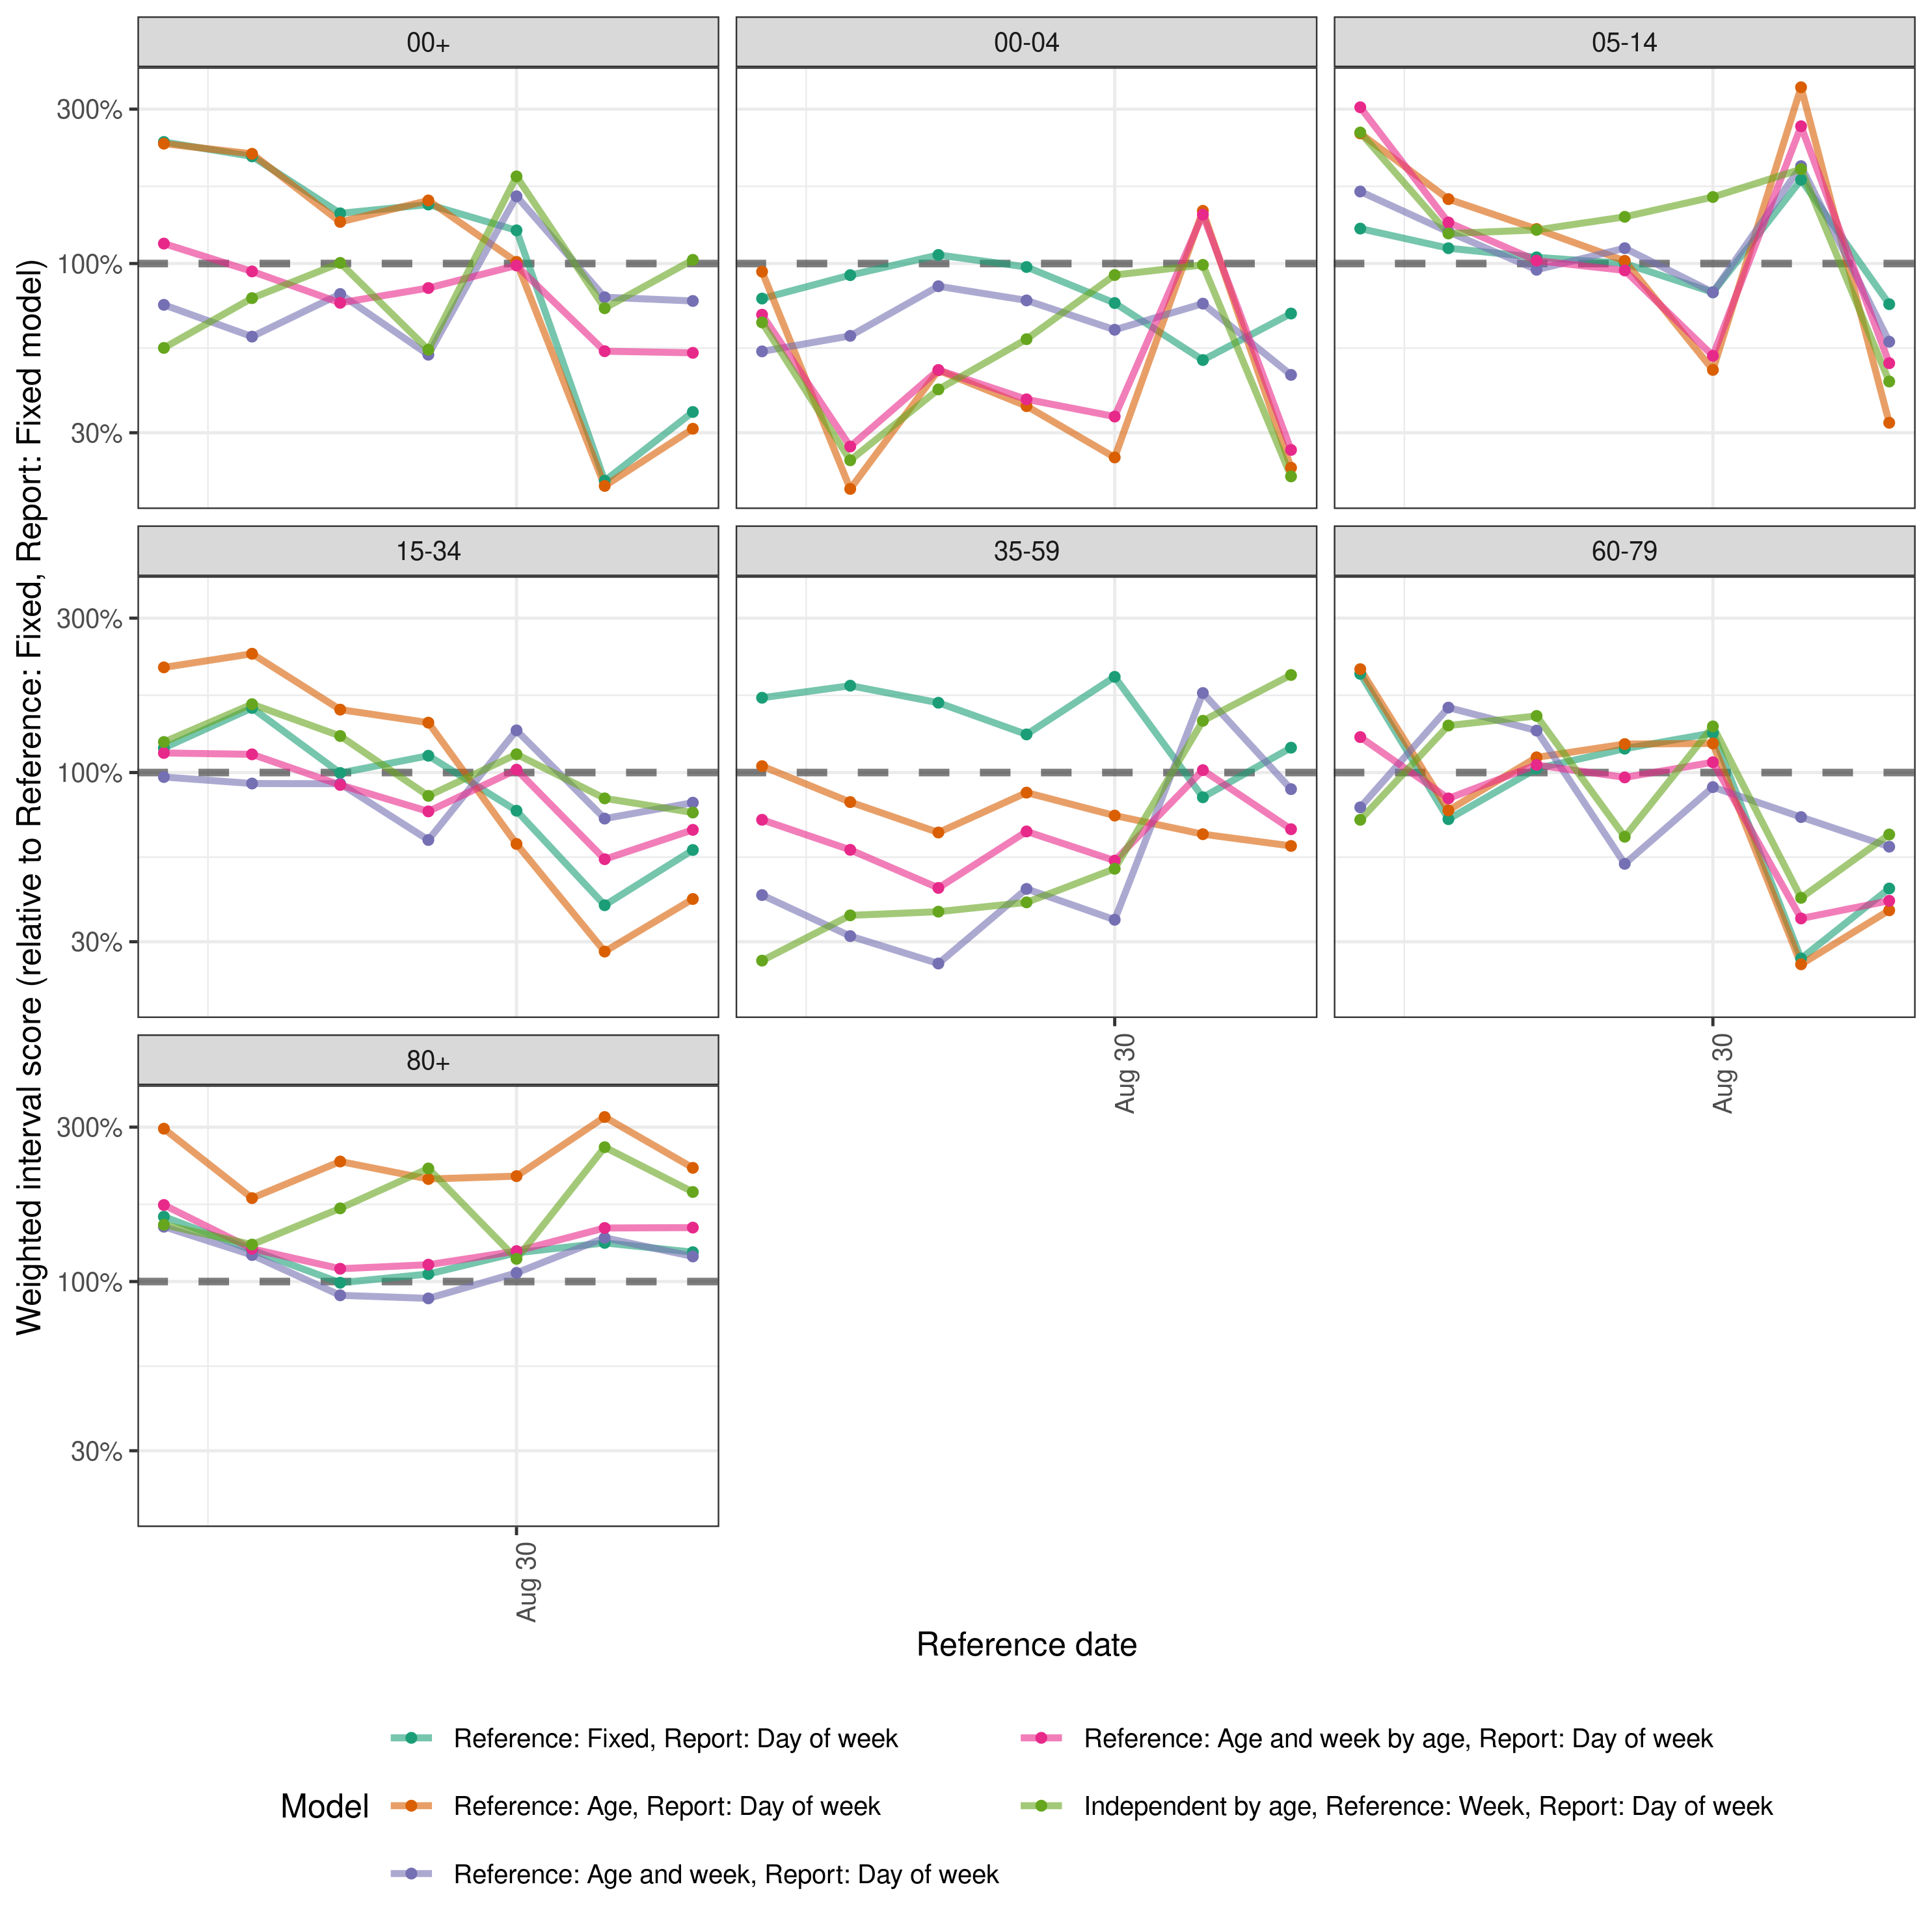 Weighted interval score (relative to Reference: Fixed, Report: Fixed model)
00+
00-04
05-14
300%
100%
30%
15-34
35-59
60-79
300%
100%
30%
Aug 30
Aug 30
80+
300%
100%
30%
Aug 30
Reference date
Model
Reference: Fixed, Report: Day of week
Reference: Age, Report: Day of week
Reference: Age and week, Report: Day of week
Reference: Age and week by age, Report: Day of week
Independent by age, Reference: Week, Report: Day of week